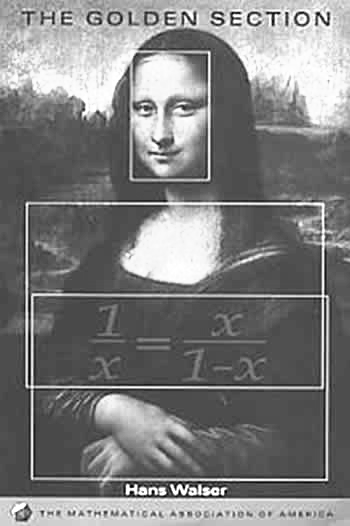 THE GOLDEN SECTION
1/x = x/1-x
Hans Walser
THE MATHEMATICAL ASSOCIATION OF AMERICA